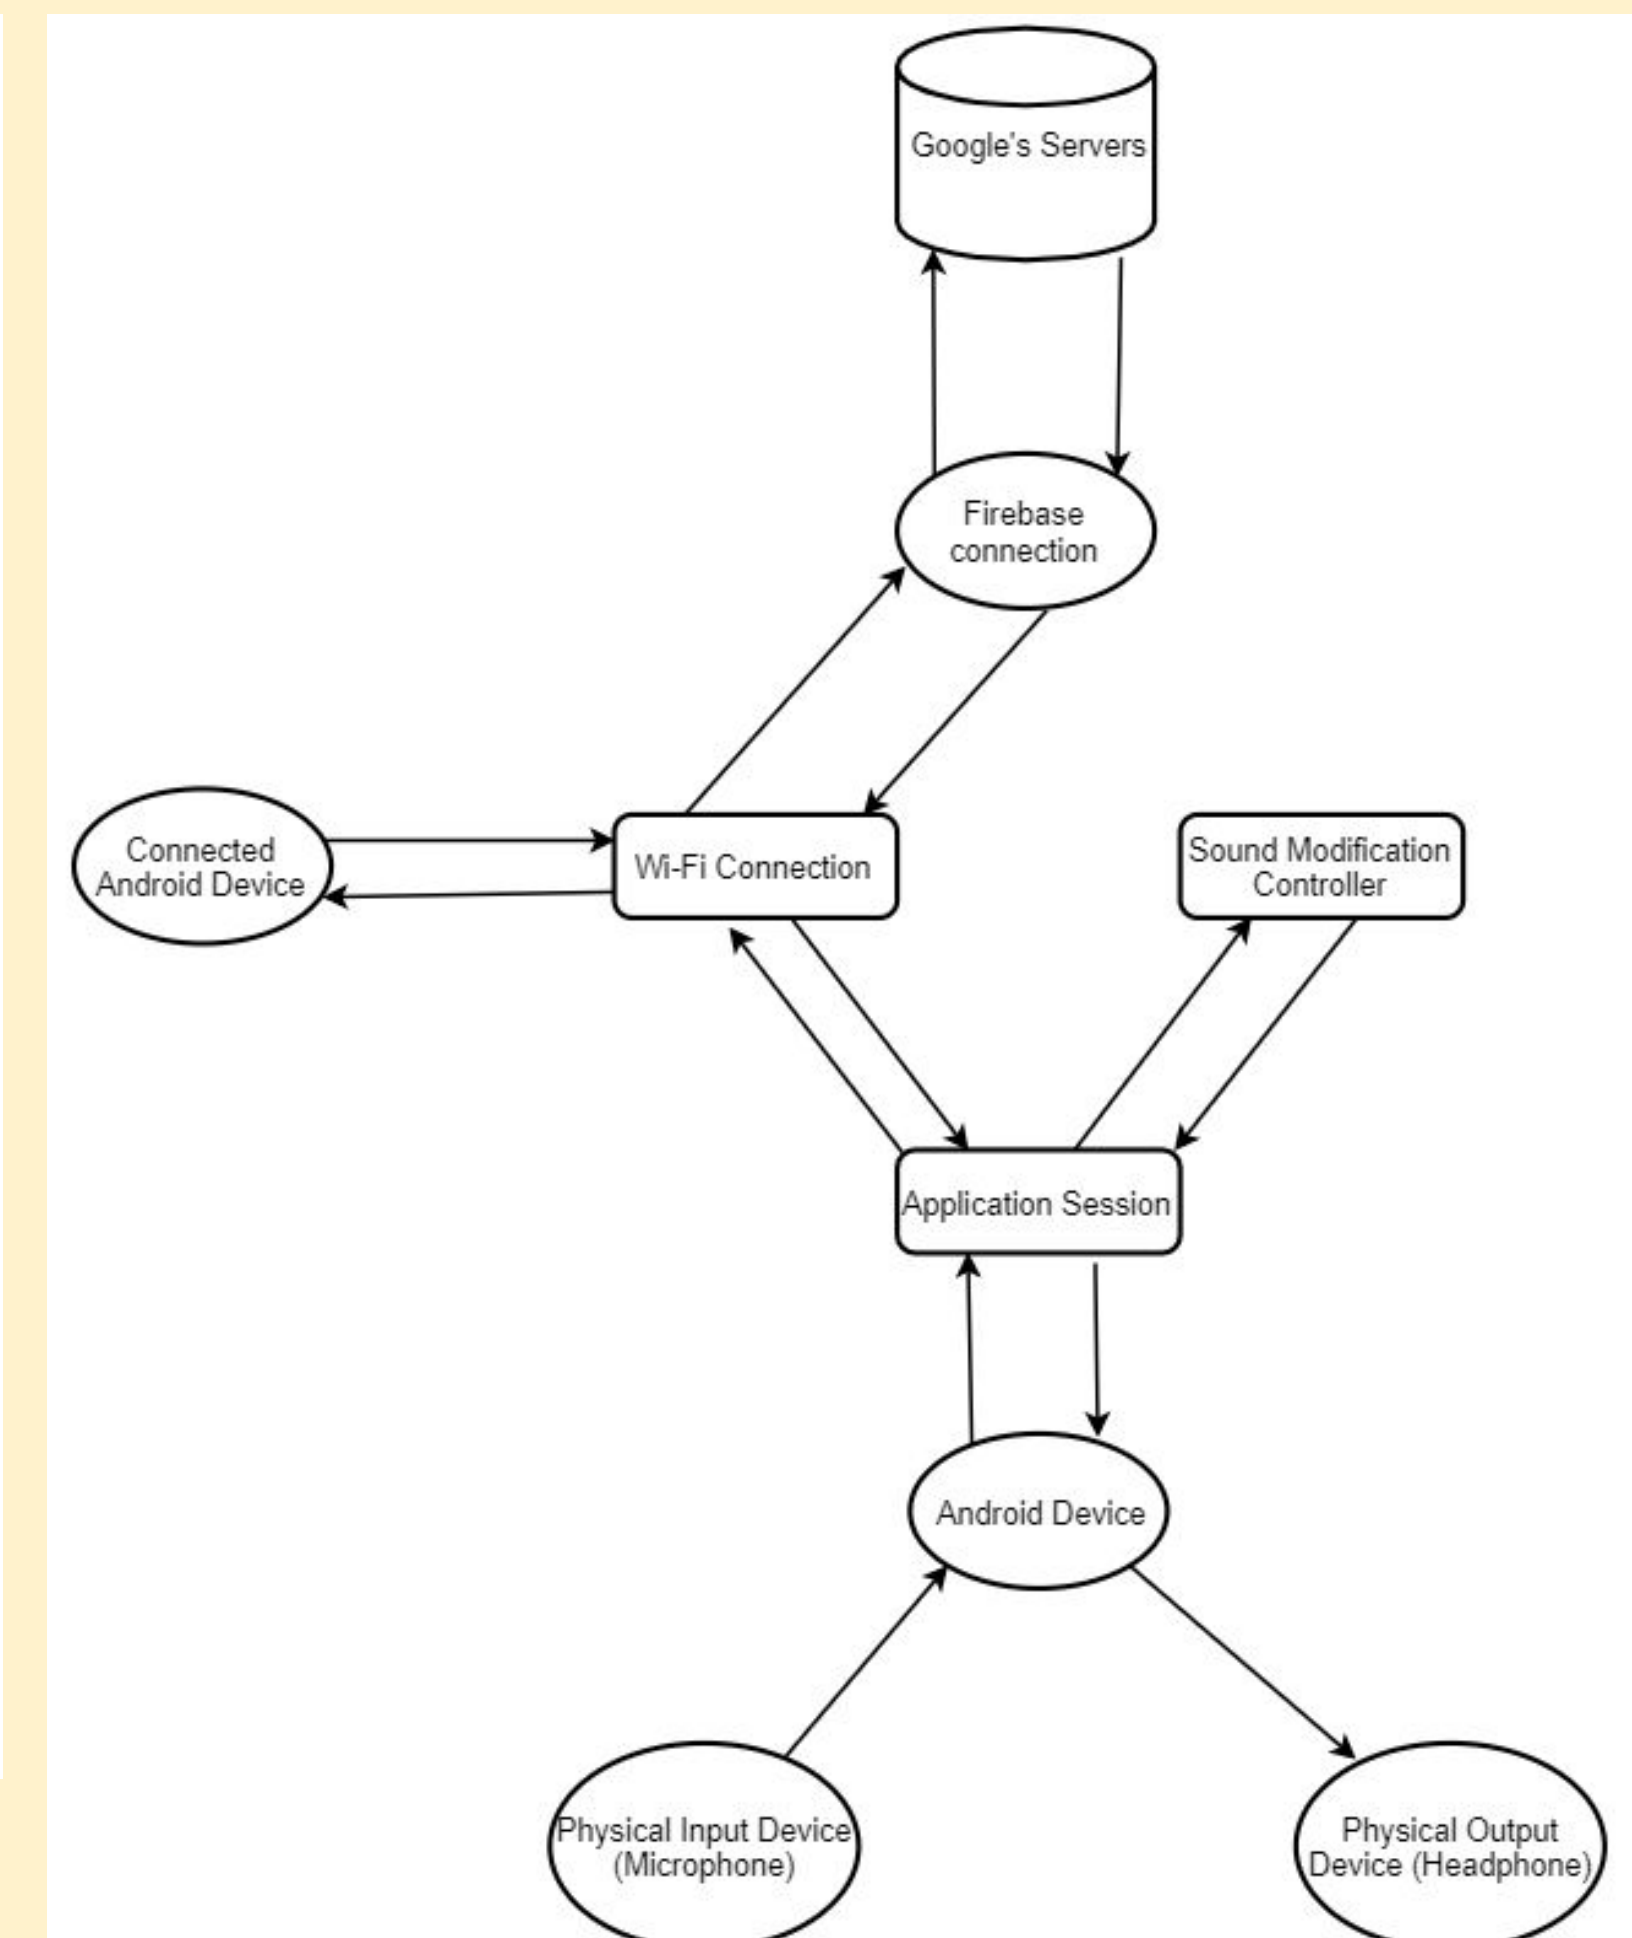 Google's Servers
Firebase
connection
Connected
Android Device
Wi-Fi Connection
Sound Modification
Controller
Application Session
Android Device
Physical Input Device
(Microphone)
Physical Output
Device (Headphone)